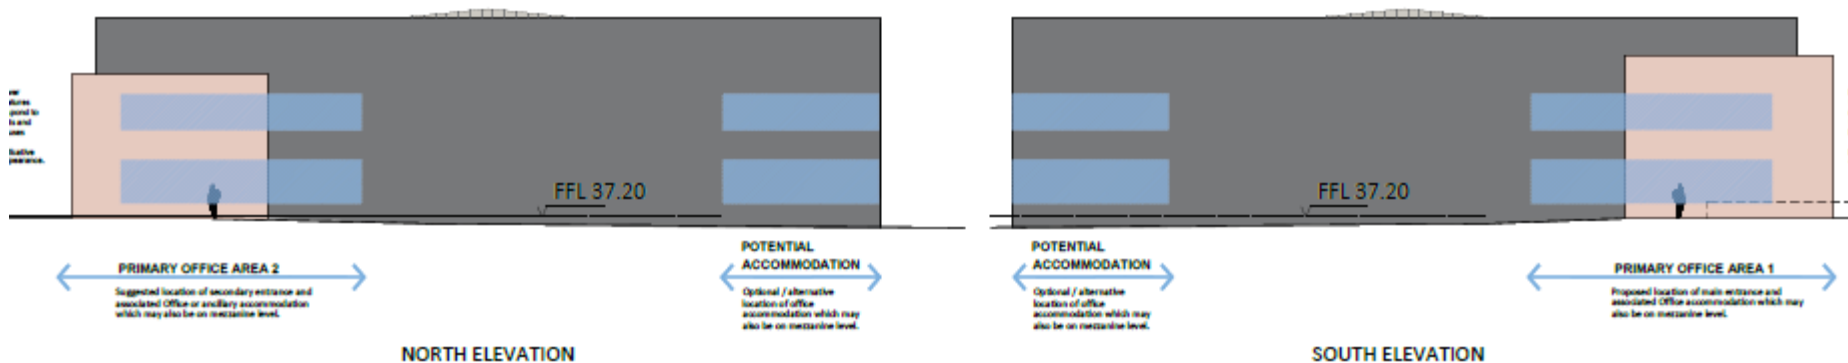 FFL 37.20
PRIMARY OFFICE AREA 2
Suggested location of secondary entrance and
associated Office or ancillary accommodation
which may also be on mezzanine level.
POTENTIAL
ACCOMMODATION
Optional / alternative
location of office
accommodation which may
also be on mezzanine level.
NORTH ELEVATION
FFL 37.20
POTENTIAL
ACCOMMODATION
Optional / alternative
location of office
accommodation which may
also be on mezzanine level.
PRIMARY OFFICE AREA 1
Proposed location of main entrance and
associated Office accommodation which may
also be on mezzanine level.
SOUTH ELEVATION